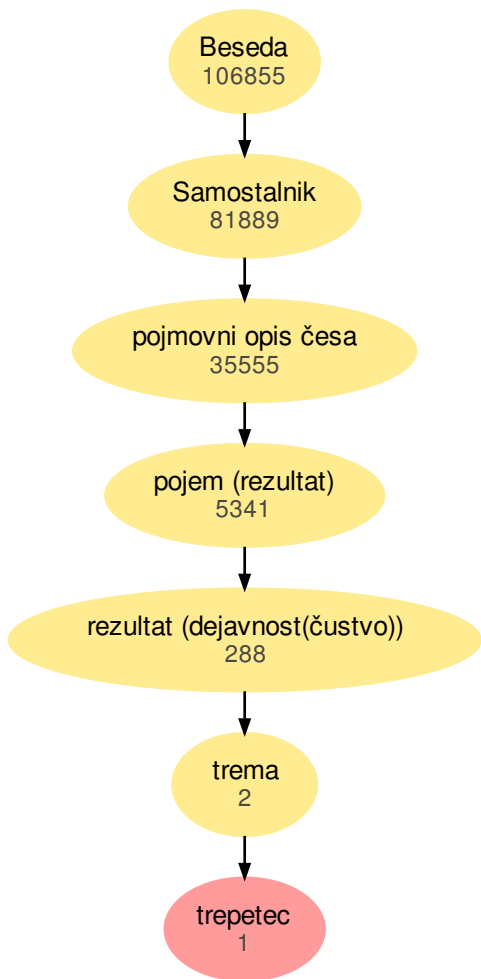 Beseda
106855
Samostalnik
81889
pojmovni opis česa
35555
pojem (rezultat)
5341
rezultat (dejavnost(čustvo))
288
trema
2
trepetec
1